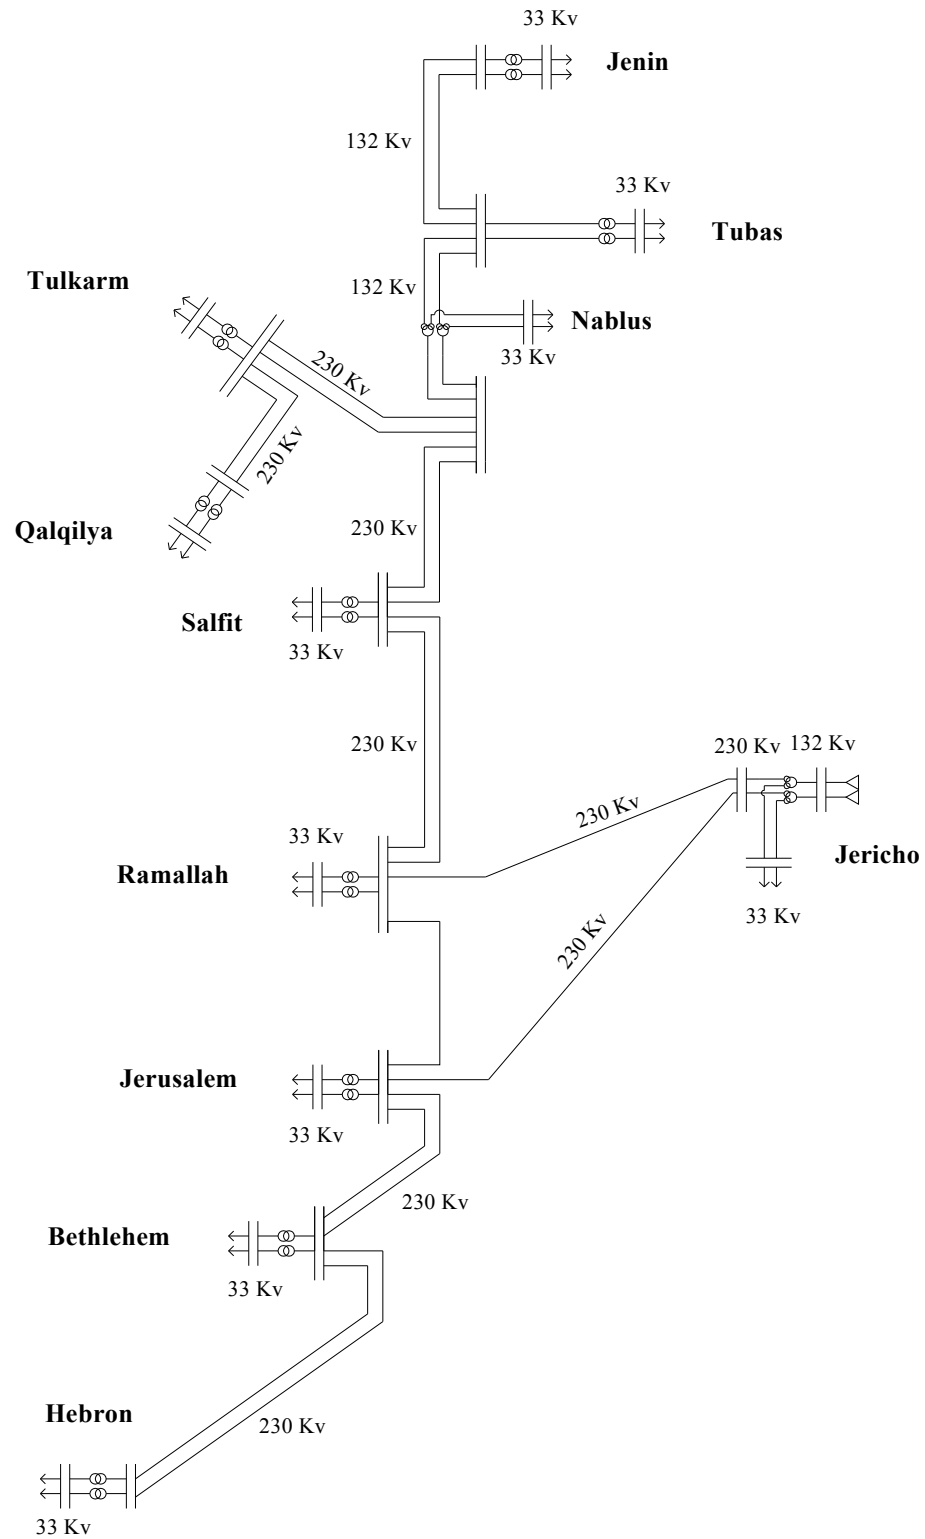 33 Kv
Jenin
132 Kv
33 Kv
Tubas
Tulkarm
132 Kv
Nablus
33 Kv
230 Kv
230 Kv
Qalqilya
230 Kv
Salfit
33 Kv
230 Kv
230 Kv
132 Kv
230 Kv
33 Kv
Ramallah
Jericho
33 Kv
230 Kv
Jerusalem
33 Kv
230 Kv
Bethlehem
33 Kv
Hebron
230 Kv
33 Kv